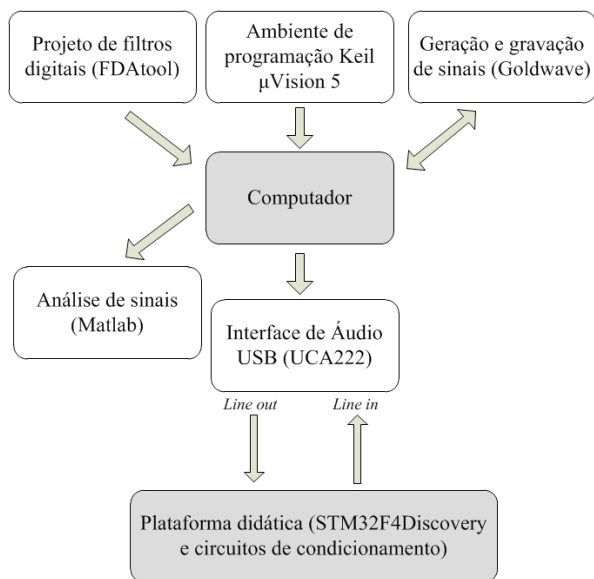 Projeto de filtros
digitais (FDAtool)
Ambiente de
programação Keil
μVision 5
Geração e gravação
de sinais (Goldwave)
Computador
Análise de sinais
(Matlab)
Interface de Áudio
USB (UCA222)
Line out
Line in
Plataforma didática (STM32F4Discovery
e circuitos de condicionamento)